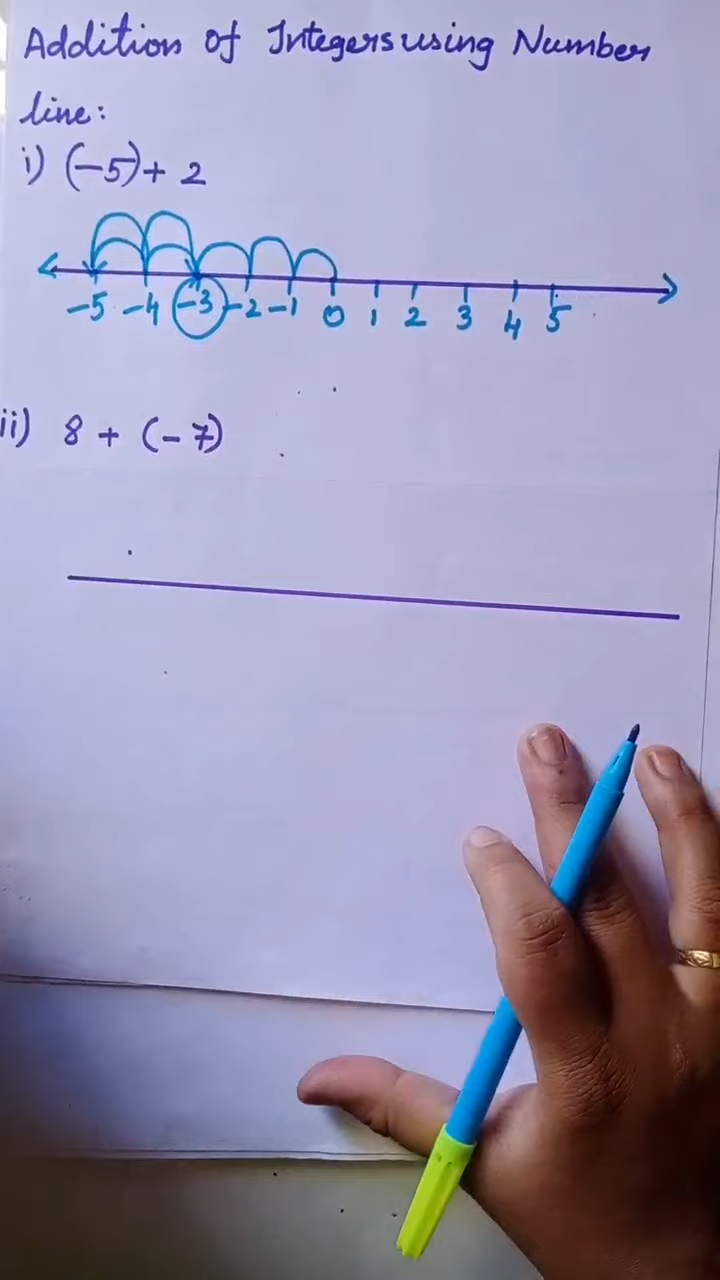 Addition of Integers using Number
line:
i) (-5) + 2
-5 -4 -3 -2 -1 0 1 2 3 4 5
ii) 8 + (-7)